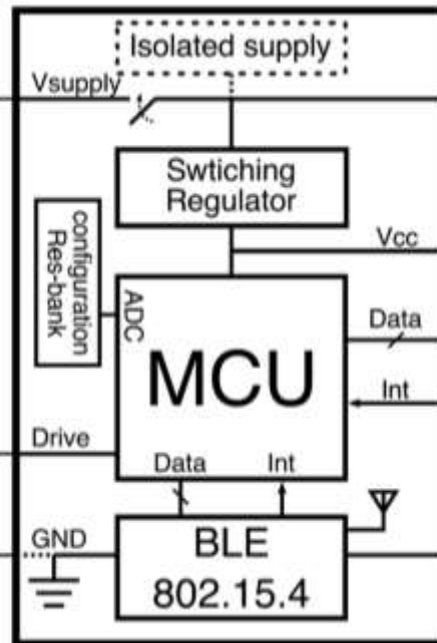 Isolated supply
Vsupply
Swtiching
Regulator
Vcc
configuration
Res-bank
ADC
MCU
Data
Int
Drive
Data
Int
GND
BLE
802.15.4